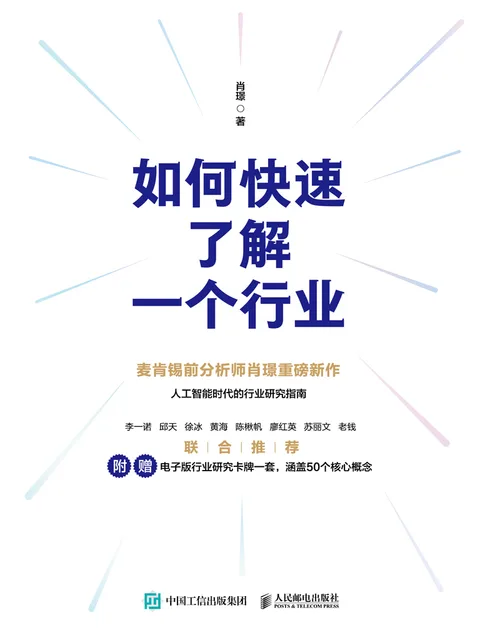 肖璟 著
如何快速
了解
一个行业
麦肯锡前分析师肖璟重磅新作
人工智能时代的行业研究指南
李一诺 邱天 徐冰 黄海 陈楸帆 廖红英 苏丽文 老钱
联 | 合 | 推 | 荐
附赠 电子版行业研究卡牌一套，涵盖50个核心概念
中国工信出版集团 人民邮电出版社
POSTS & TELECOM PRESS